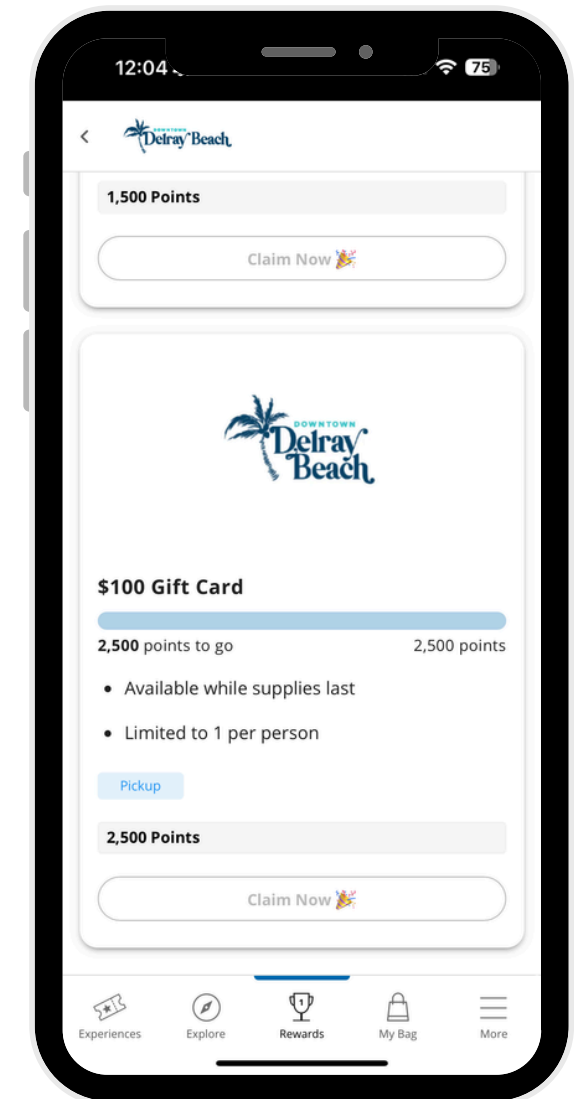 12:04
75
DOWNTOWN
Delray Beach
1,500 Points
Claim Now 🎉
DOWNTOWN
Delray
Beach
$100 Gift Card
2,500 points to go
2,500 points
• Available while supplies last
• Limited to 1 per person
Pickup
2,500 Points
Claim Now 🎉
Experiences
Explore
1
Rewards
My Bag
More